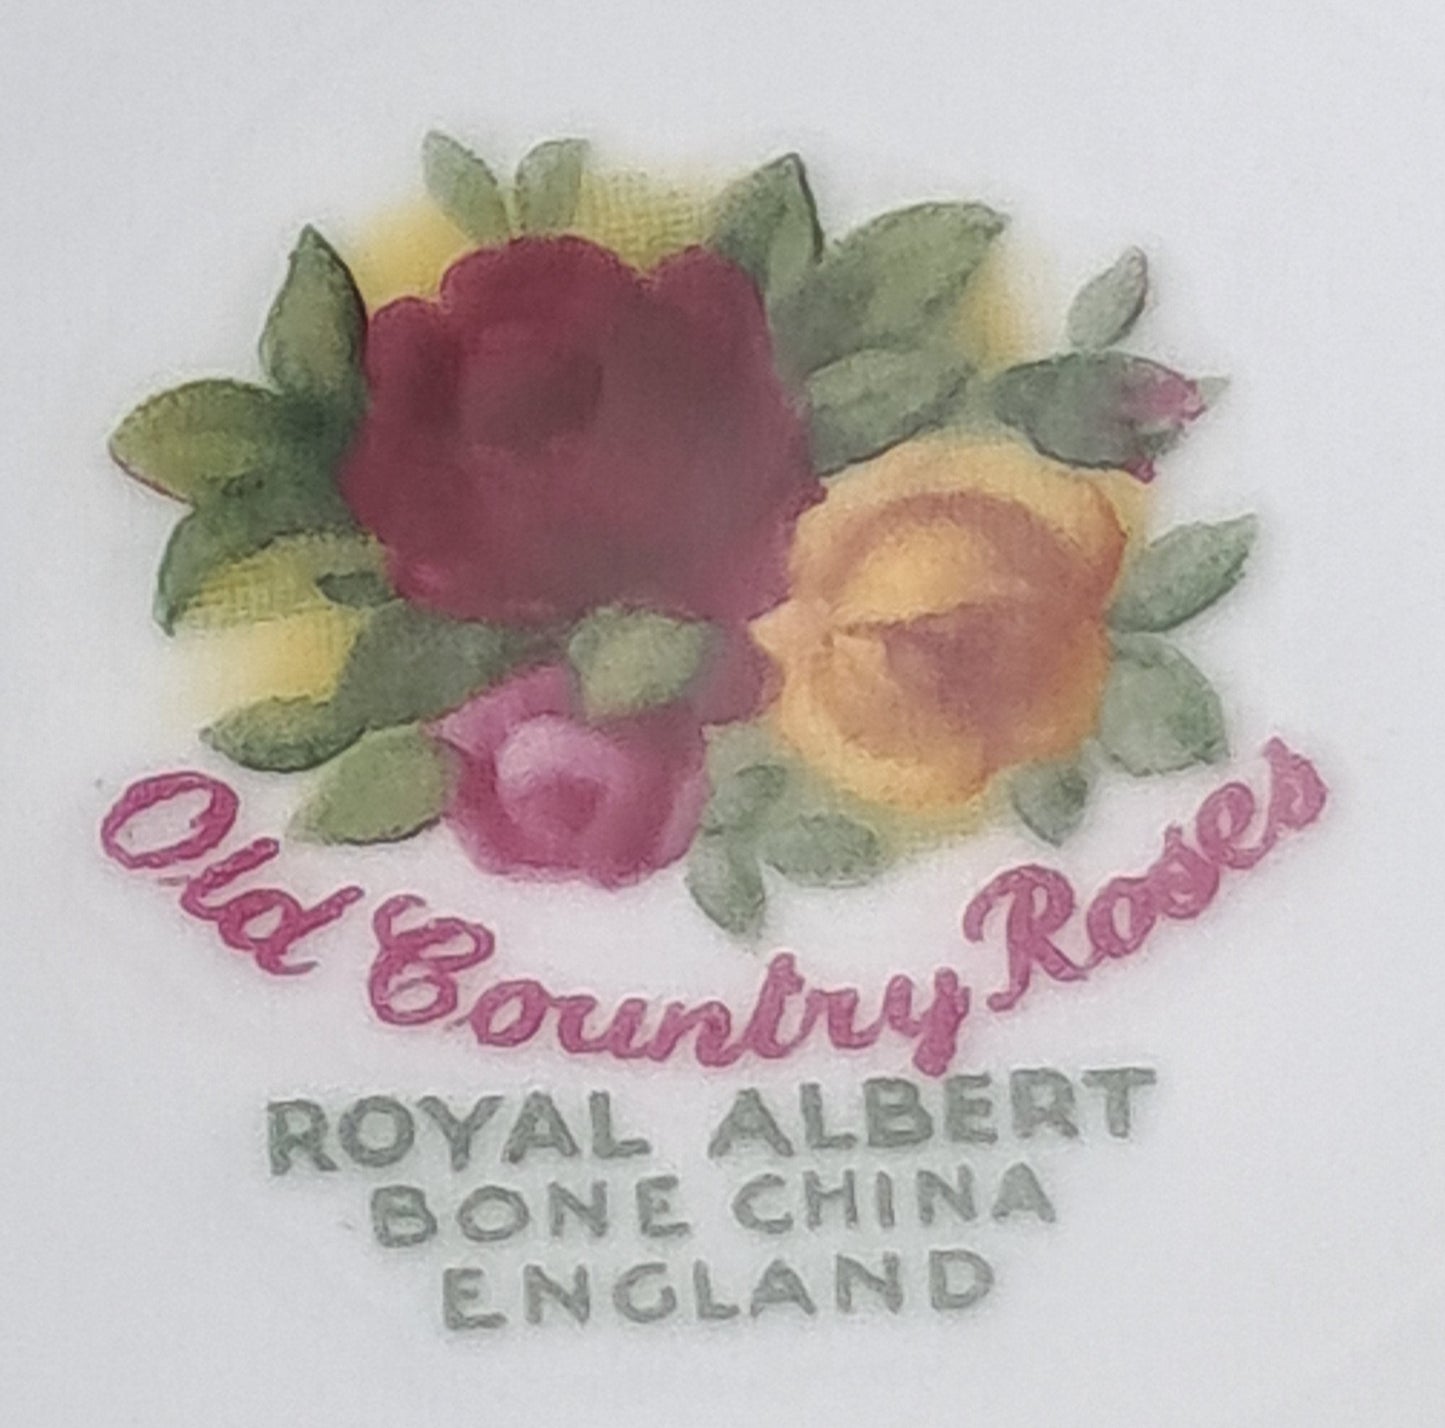 Old Country Roses
ROYAL ALBERT
BONE CHINA
ENGLAND